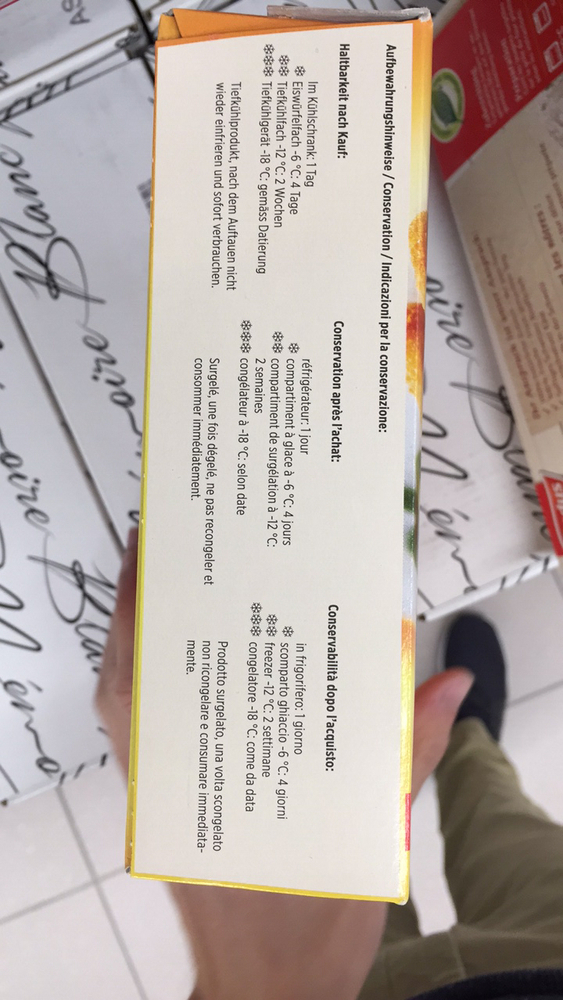 Aufbewahrungshinweise / Conservation / Indicazioni per la conservazione:
Haltbarkeit nach Kauf:
Im Kühlschrank: 1 Tag
❄ Eiswürfelfach -6 °C: 4 Tage
❄❄ Tiefkühlfach -12 °C: 2 Wochen
❄❄❄ Tiefkühlgerät -18 °C: gemäss Datierung
Tiefkühlprodukt, nach dem Auftauen nicht
wieder einfrieren und sofort verbrauchen.
Conservation après l'achat:
réfrigérateur: 1 jour
❄ compartiment à glace à -6 °C: 4 jours
❄❄ compartiment de surgélation à -12 °C:
2 semaines
❄❄❄ congélateur à -18 °C: selon date
Surgelé, une fois dégelé, ne pas recongeler et
consommer immédiatement.
Conservabilità dopo l'acquisto:
in frigorifero: 1 giorno
❄ scomparto ghiaccio -6 °C: 4 giorni
❄❄ freezer -12 °C: 2 settimane
❄❄❄ congelatore -18 °C: come da data
Prodotto surgelato, una volta scongelato
non ricongelare e consumare immediata-
mente.